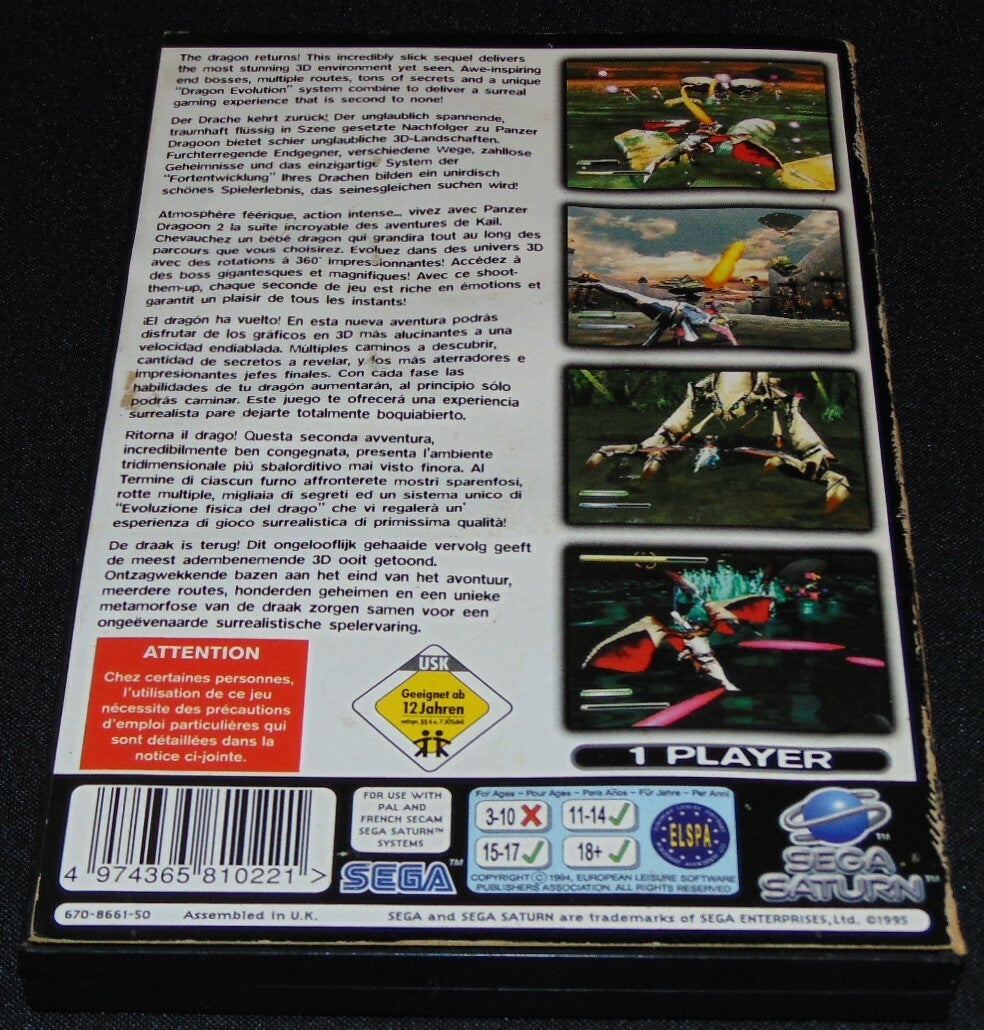 The dragon returns! This incredibly slick sequel delivers
the most stunning 3D environment yet seen. Awe-inspiring
end bosses, multiple routes, tons of secrets and a unique
"Dragon Evolution" system combine to deliver a surreal
gaming experience that is second to none!
Der Drache kehrt zurück! Der unglaublich spannende,
traumhaft flüssig in Szene gesetzte Nachfolger zu Panzer
Dragoon bietet schier unglaubliche 3D-Landschaften.
Furchterregende Endgegner, verschiedene Wege, zahllose
Geheimnisse und das einzigartige System der
"Fortentwicklung" Ihres Drachen bilden ein unirdisch
schönes Spielerlebnis, das seinesgleichen suchen wird!
Atmosphère féérique, action intense... vivez avec Panzer
Dragoon 2 la suite incroyable des aventures de Kail.
Chevauchez un bébé dragon qui grandira tout au long des
parcours que vous choisirez. Evoluez dans des univers 3D
avec des rotations à 360° impressionnantes! Accédez à
des boss gigantesques et magnifiques! Avec ce shoot-
them-up, chaque seconde de jeu est riche en émotions et
garantit un plaisir de tous les instants!
¡El dragón ha vuelto! En esta nueva aventura podrás
disfrutar de los gráficos en 3D más alucinantes a una
velocidad endiablada. Múltiples caminos a descubrir,
cantidad de secretos a revelar, y los más aterradores e
impresionantes jefes finales. Con cada fase las
habilidades de tu dragón aumentarán, al principio sólo
podrás caminar. Este juego te ofrecerá una experiencia
surrealista pare dejarte totalmente boquiabierto.
Ritorna il drago! Questa seconda avventura,
incredibilmente ben congegnata, presenta l'ambiente
tridimensionale più sbalorditivo mai visto finora. Al
Termine di ciascun furno affronterete mostri sparenfosi,
rotte multiple, migliaia di segreti ed un sistema unico di
"Evoluzione fisica del drago" che vi regalerà un'
esperienza di gioco surrealistica di primissima qualità!
De draak is terug! Dit ongelooflijk gehaaide vervolg geeft
de meest adembenemende 3D ooit getoond.
Ontzagwekkende bazen aan het eind van het avontuur,
meerdere routes, honderden geheimen en een unieke
metamorfose van de draak zorgen samen voor een
ongeëvenaarde surrealistische spelervaring.
ATTENTION
Chez certaines personnes,
l'utilisation de ce jeu
nécessite des précautions
d'emploi particulières qui
sont détaillées dans la
notice ci-jointe.
USK
Geeignet ab
12 Jahren
1 PLAYER
4 974365 810221 >
FOR USE WITH
PAL AND
FRENCH SECAM
SEGA SATURN™
SYSTEMS
SEGA™
For Ages - Pour Ages - Para Años - Für Jahre - Per Anni
3-10 11-14
15-17 18+
ELSPA
COPYRIGHT © 1994, EUROPEAN LEISURE SOFTWARE
PUBLISHERS ASSOCIATION. ALL RIGHTS RESERVED
SEGA
SATURN™
670-8661-50 Assembled in U.K. SEGA and SEGA SATURN are trademarks of SEGA ENTERPRISES, Ltd. ©1995